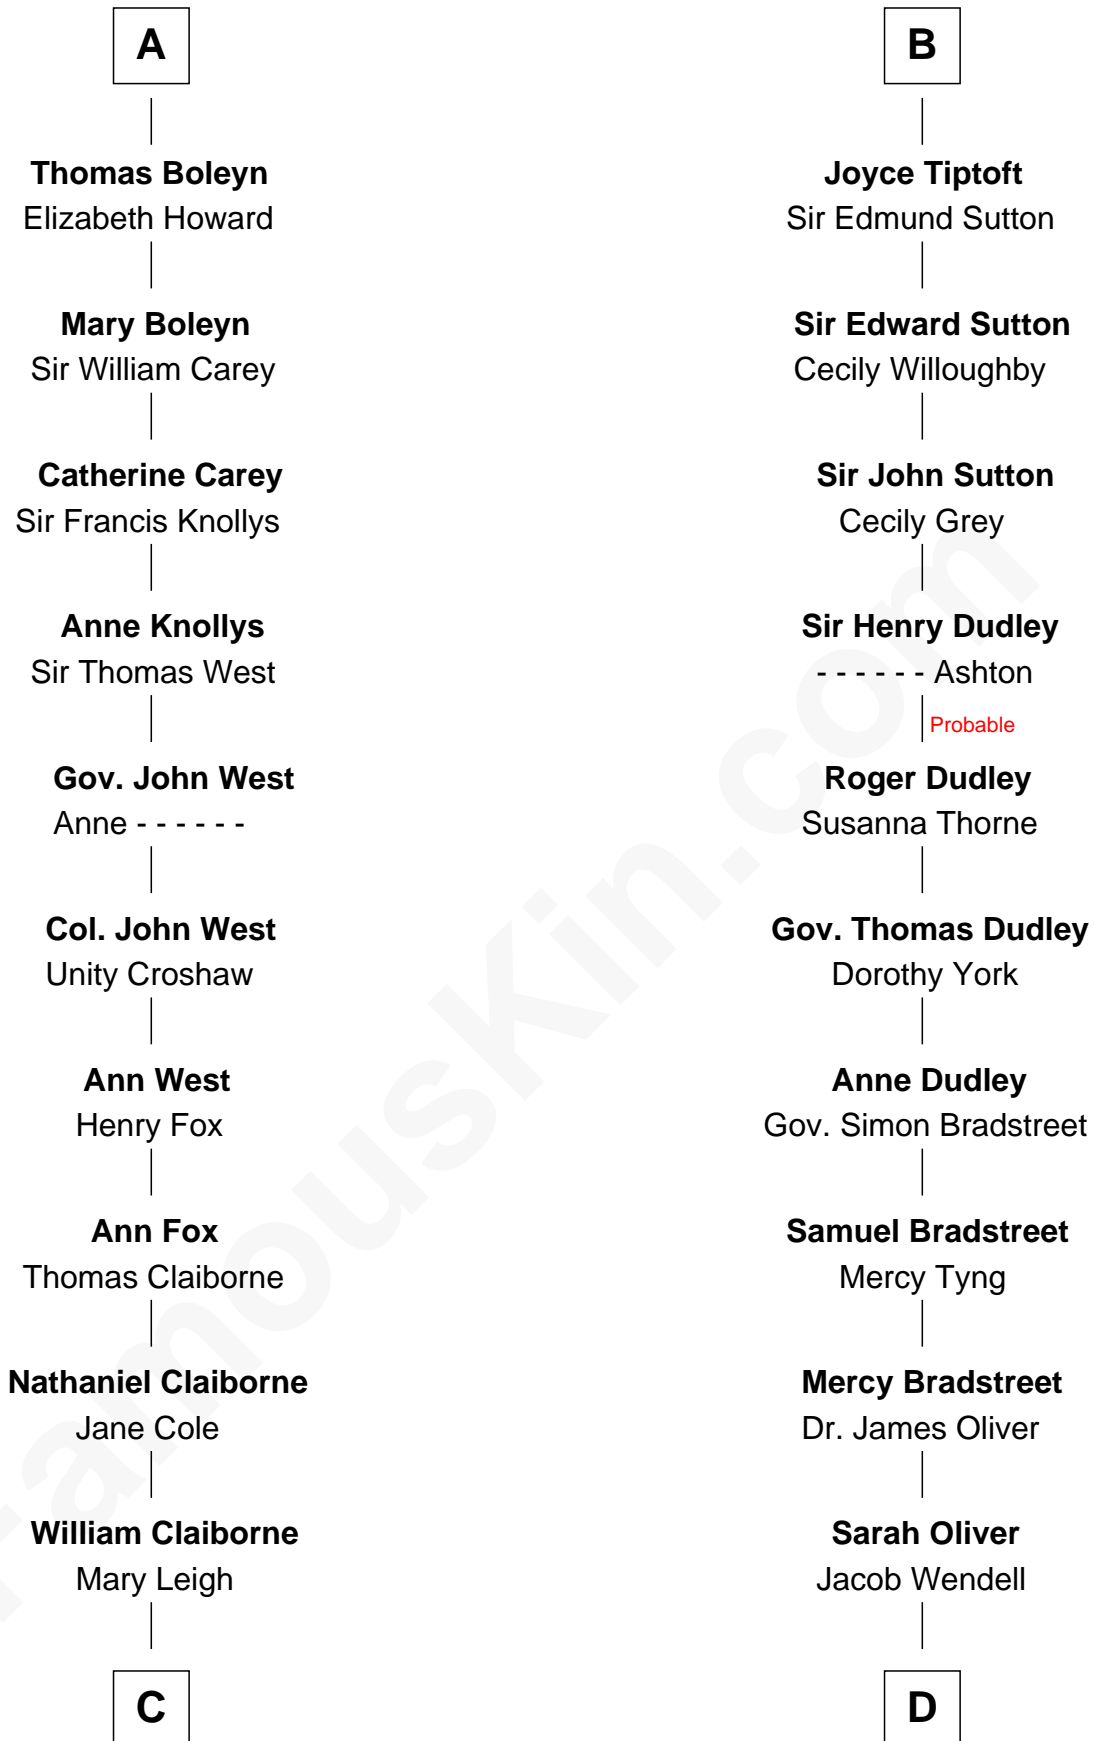 A
Thomas Boleyn
Elizabeth Howard
Mary Boleyn
Sir William Carey
Catherine Carey
Sir Francis Knollys
Anne Knollys
Sir Thomas West
Gov. John West
Anne - - - - - -
Col. John West
Unity Croshaw
Ann West
Henry Fox
Ann Fox
Thomas Claiborne
Nathaniel Claiborne
Jane Cole
William Claiborne
Mary Leigh
C
B
Joyce Tiptoft
Sir Edmund Sutton
Sir Edward Sutton
Cecily Willoughby
Sir John Sutton
Cecily Grey
Sir Henry Dudley
- - - - - - Ashton
Probable
Roger Dudley
Susanna Thorne
Gov. Thomas Dudley
Dorothy York
Anne Dudley
Gov. Simon Bradstreet
Samuel Bradstreet
Mercy Tyng
Mercy Bradstreet
Dr. James Oliver
Sarah Oliver
Jacob Wendell
D
FamousKin.com